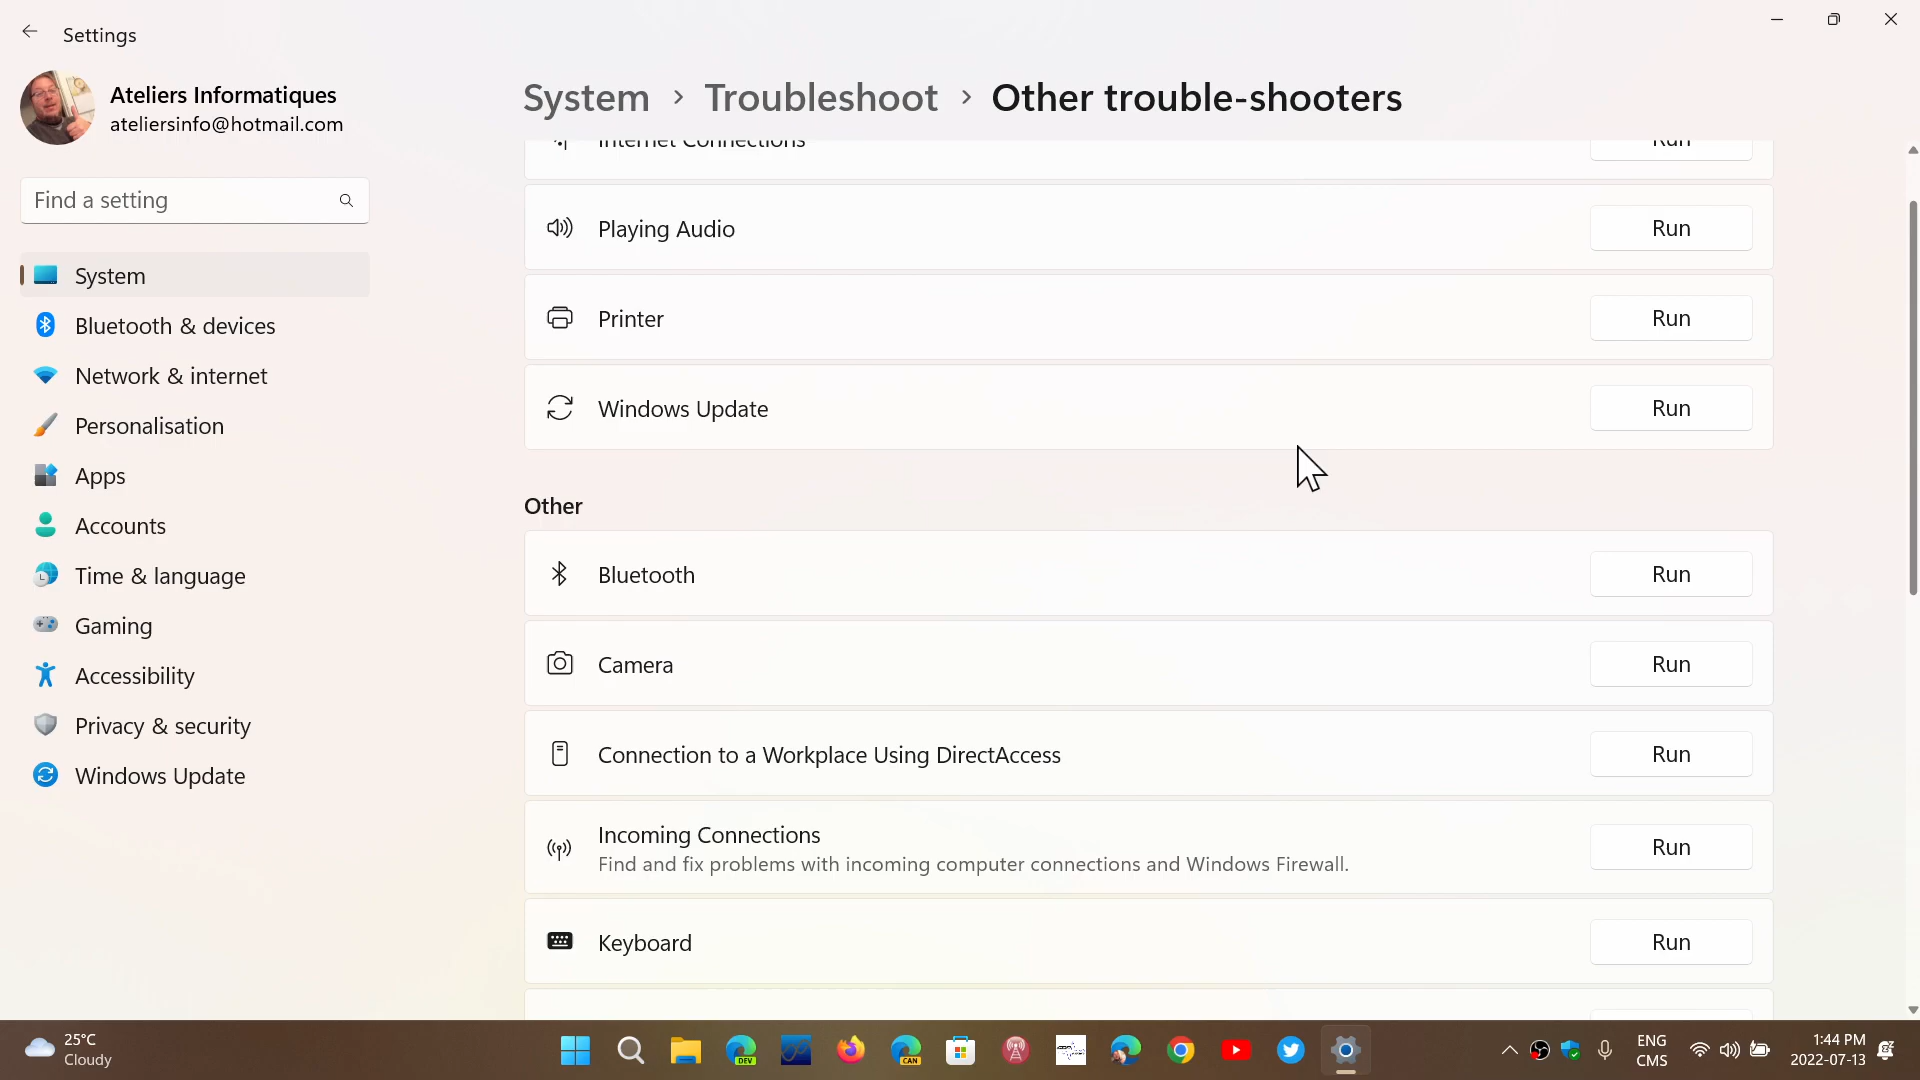 Settings
Ateliers Informatiques
ateliersinfo@hotmail.com
Find a setting
System
Bluetooth & devices
Network & internet
Personalisation
Apps
Accounts
Time & language
Gaming
Accessibility
Privacy & security
Windows Update
System > Troubleshoot > Other trouble-shooters
Internet Connections Run
Playing Audio Run
Printer Run
Windows Update Run
Other
Bluetooth Run
Camera Run
Connection to a Workplace Using DirectAccess Run
Incoming Connections
Find and fix problems with incoming computer connections and Windows Firewall.
Run
Keyboard Run
25°C
Cloudy
DEV
CAN
ENG
CMS
1:44 PM
2022-07-13